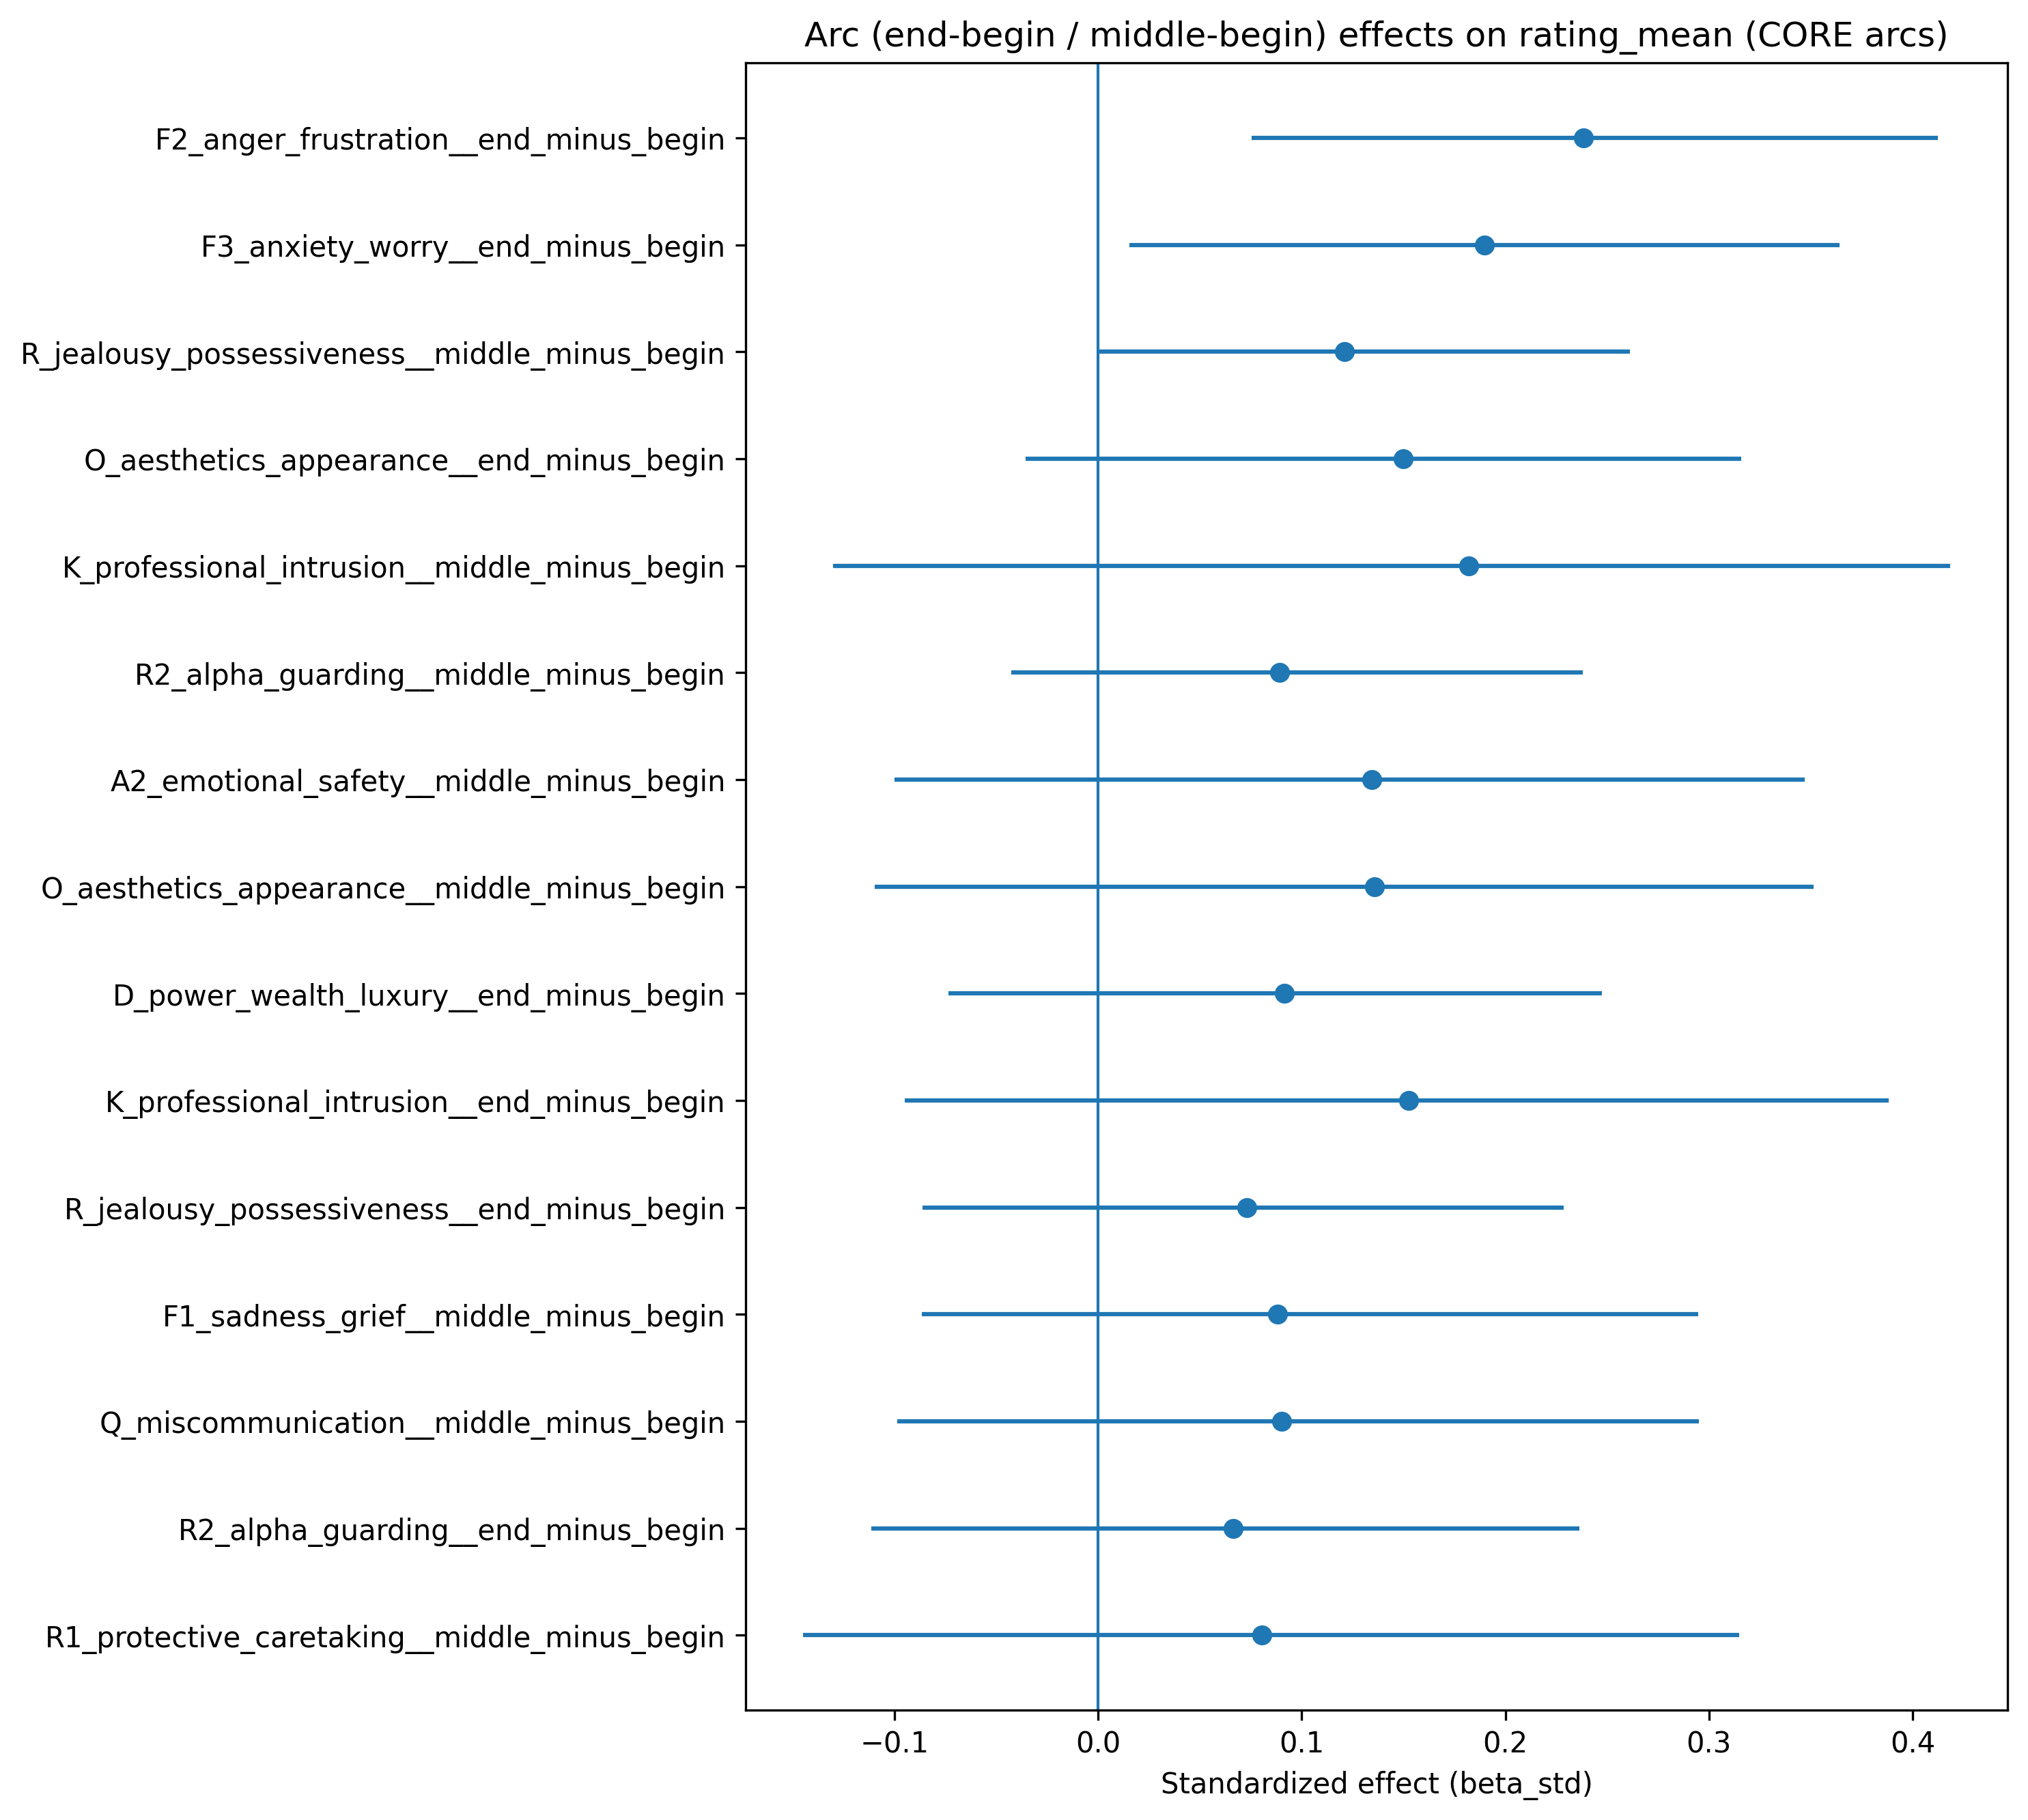 Arc (end-begin / middle-begin) effects on rating_mean (CORE arcs)
F2_anger_frustration__end_minus_begin
F3_anxiety_worry__end_minus_begin
R_jealousy_possessiveness__middle_minus_begin
O_aesthetics_appearance__end_minus_begin
K_professional_intrusion__middle_minus_begin
R2_alpha_guarding__middle_minus_begin
A2_emotional_safety__middle_minus_begin
O_aesthetics_appearance__middle_minus_begin
D_power_wealth_luxury__end_minus_begin
K_professional_intrusion__end_minus_begin
R_jealousy_possessiveness__end_minus_begin
F1_sadness_grief__middle_minus_begin
Q_miscommunication__middle_minus_begin
R2_alpha_guarding__end_minus_begin
R1_protective_caretaking__middle_minus_begin
−0.1 0.0 0.1 0.2 0.3 0.4
Standardized effect (beta_std)